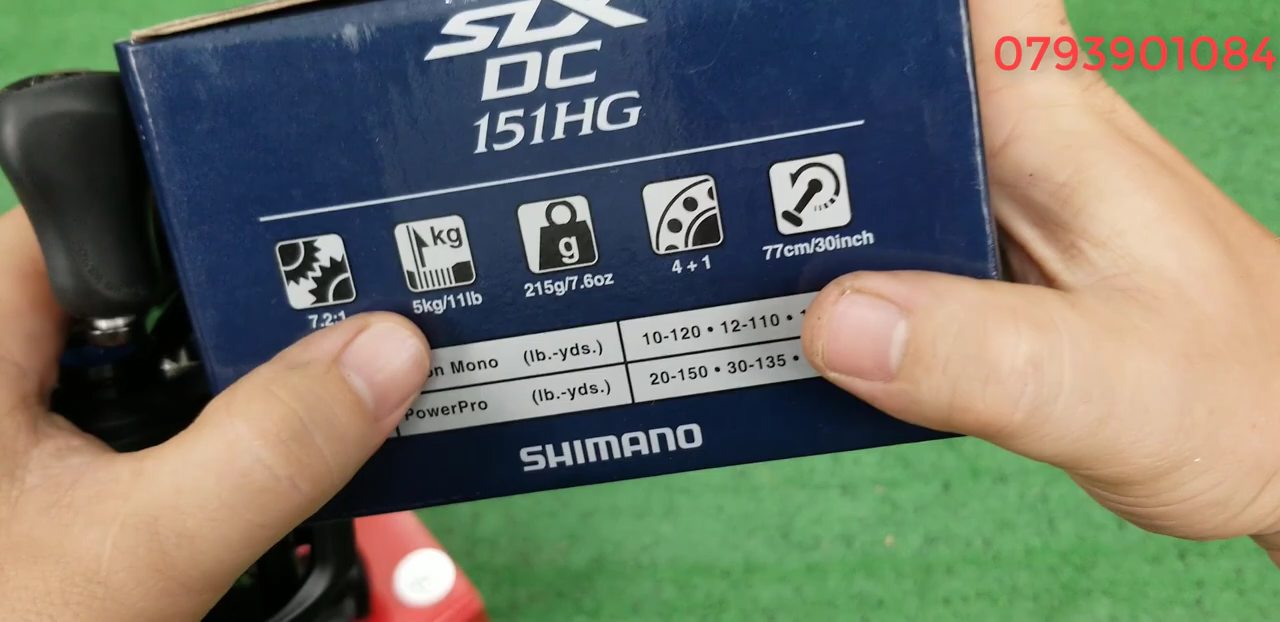 0793901084
SLX
DC
151HG
kg
g
7.2:1
5kg/11lb
215g/7.6oz
4+1
77cm/30inch
Mono (lb.-yds.) 10-120 • 12-110 •
PowerPro (lb.-yds.) 20-150 • 30-135 •
SHIMANO